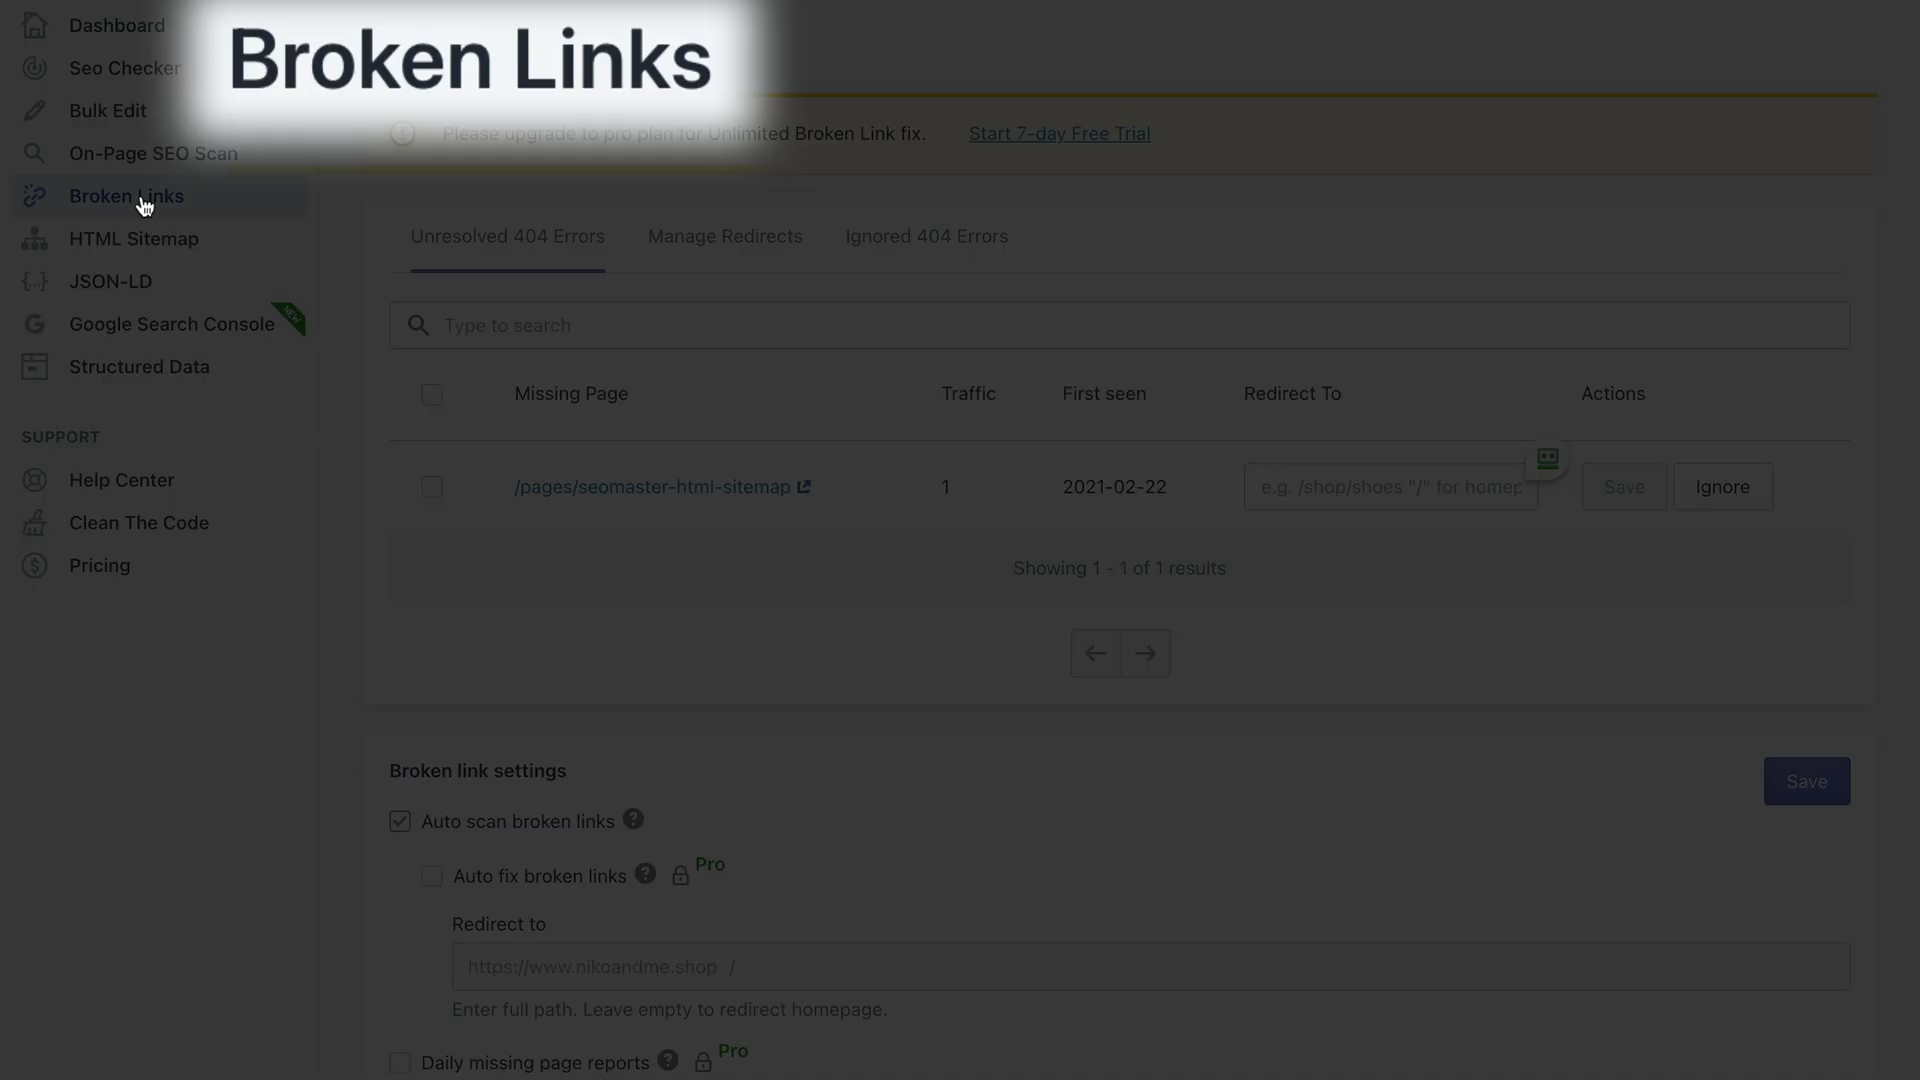 Dashboard
Broken Links
Seo Checker
Bulk Edit
Please upgrade to pro plan for Unlimited Broken Link fix. Start 7-day Free Trial
On-Page SEO Scan
Broken Links
HTML Sitemap
JSON-LD
Google Search Console NEW
Structured Data
SUPPORT
Help Center
Clean The Code
Pricing
Unresolved 404 Errors Manage Redirects Ignored 404 Errors
Type to search
Missing Page Traffic First seen Redirect To Actions
/pages/seomaster-html-sitemap 1 2021-02-22 e.g. /shop/shoes "/" for homep Save Ignore
Showing 1 - 1 of 1 results
Broken link settings
Save
Auto scan broken links ?
Auto fix broken links ? Pro
Redirect to
https://www.nikoandme.shop /
Enter full path. Leave empty to redirect homepage.
Daily missing page reports ? Pro